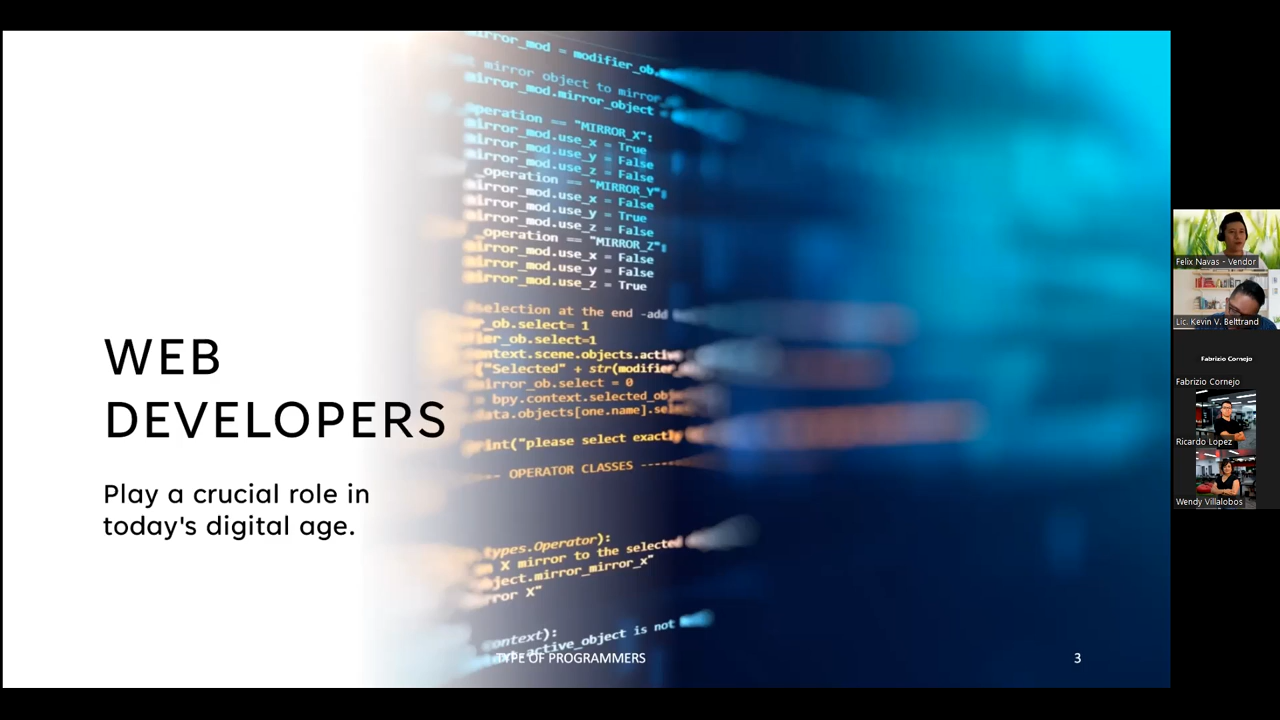 mirror_mod = modifier_ob.
mirror object to mirror
mirror_mod.mirror_object
operation == "MIRROR_X":
mirror_mod.use_x = True
mirror_mod.use_y = False
mirror_mod.use_z = False
_operation == "MIRROR_Y":
mirror_mod.use_x = False
mirror_mod.use_y = True
mirror_mod.use_z = False
_operation == "MIRROR_Z":
mirror_mod.use_x = False
mirror_mod.use_y = False
mirror_mod.use_z = True
selection at the end -add
_ob.select= 1
er_ob.select=1
ontext.scene.objects.active
("Selected" + str(modifier
mirror_ob.select = 0
= bpy.context.selected_obj
data.objects[one.name].sel
print("please select exactly
-- OPERATOR CLASSES ----
types.Operator):
X mirror to the selected
ject.mirror_mirror_x"
ror X"
ontext):
active_object is not
WEB
DEVELOPERS
Play a crucial role in
today's digital age.
TYPE OF PROGRAMMERS
3
Felix Navas - Vendor
Lic. Kevin V. Belttrand
Fabrizio Cornejo
Fabrizio Cornejo
Ricardo Lopez
Wendy Villalobos